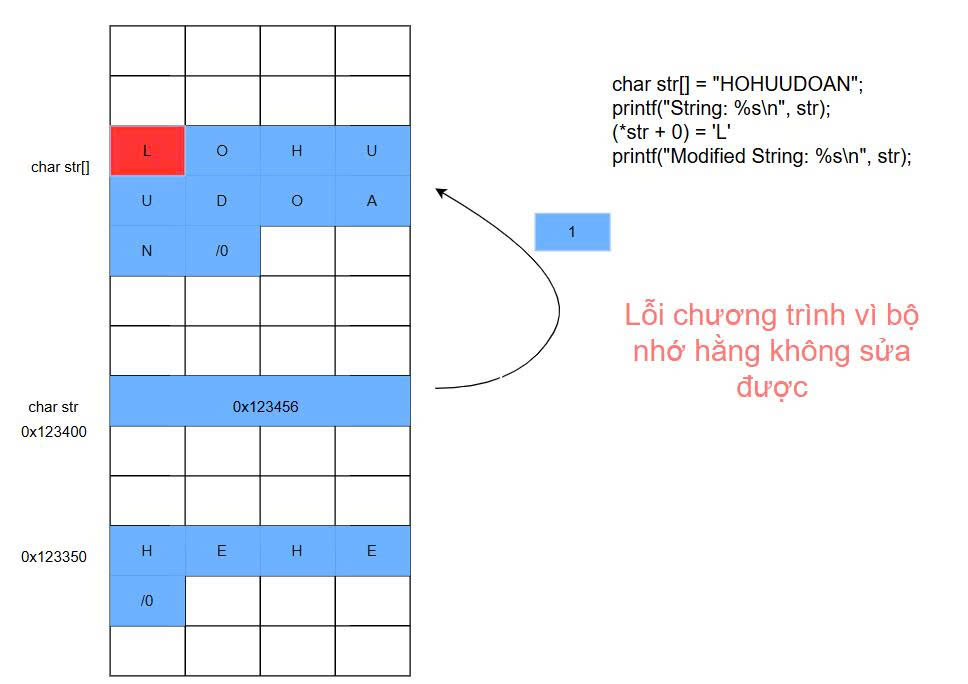 char str[] = "HOHUUDOAN";
printf("String: %s\n", str);
(*str + 0) = 'L'
printf("Modified String: %s\n", str);
L O H U
char str[]
U D O A
N /0
1
Lỗi chương trình vì bộ
nhớ hằng không sửa
được
char str
0x123456
0x123400
0x123350
H E H E
/0